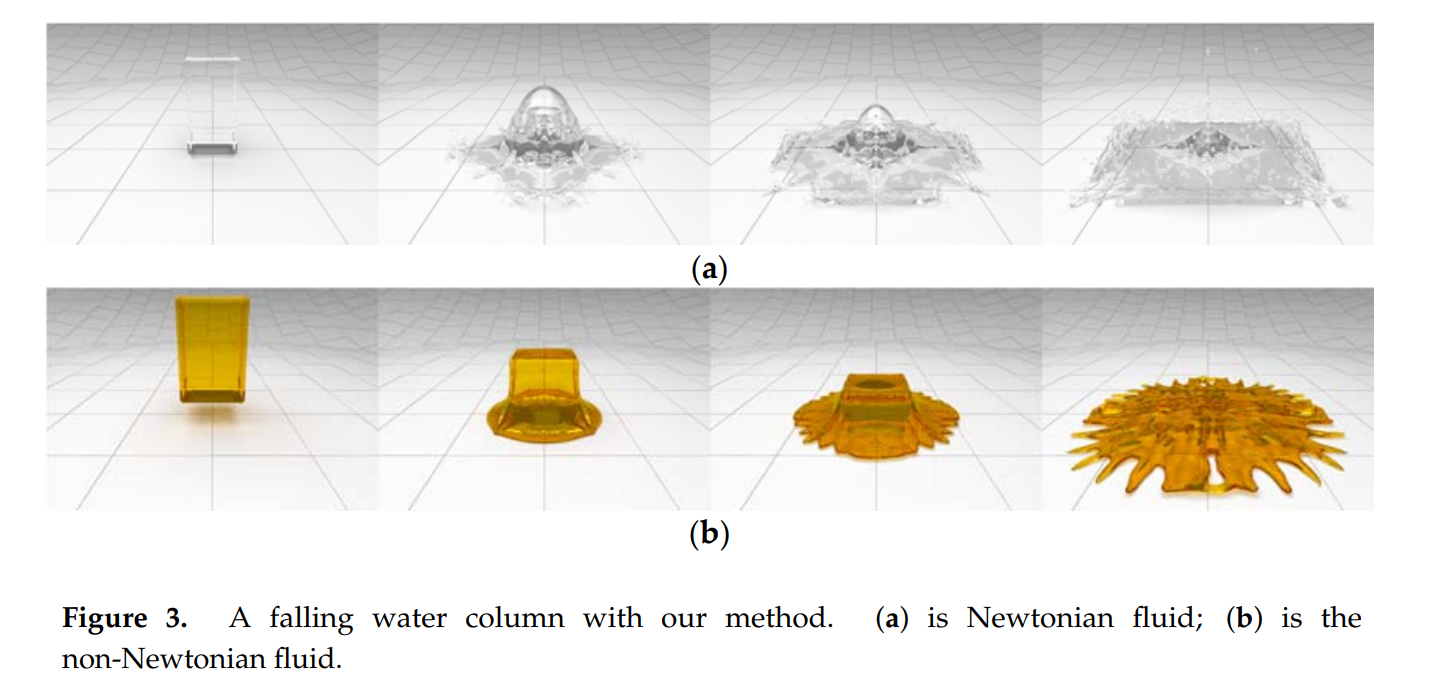 (a)
(b)
Figure 3. A falling water column with our method. (a) is Newtonian fluid; (b) is the
non-Newtonian fluid.